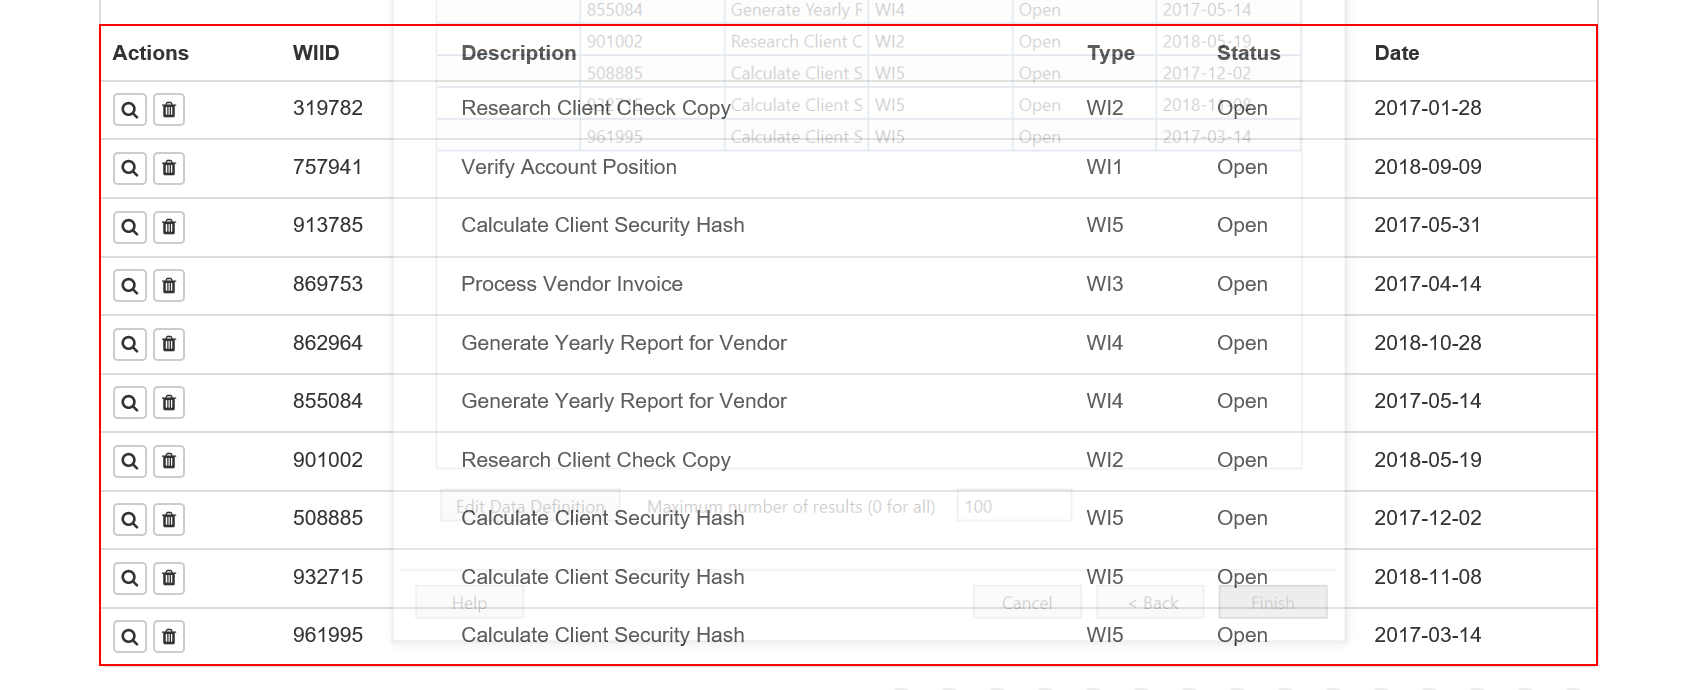 855084 Generate Yearly R WI4 Open 2017-05-14
901002 Research Client C WI2 Open 2018-05-19
Actions WIID Description Type Status Date
508885 Calculate Client S WI5 Open 2017-12-02
932715 Calculate Client S WI5 Open 2018-11-08
319782 Research Client Check Copy WI2 Open 2017-01-28
961995 Calculate Client S WI5 Open 2017-03-14
757941 Verify Account Position WI1 Open 2018-09-09
913785 Calculate Client Security Hash WI5 Open 2017-05-31
869753 Process Vendor Invoice WI3 Open 2017-04-14
862964 Generate Yearly Report for Vendor WI4 Open 2018-10-28
855084 Generate Yearly Report for Vendor WI4 Open 2017-05-14
901002 Research Client Check Copy WI2 Open 2018-05-19
Edit Data Definition Maximum number of results (0 for all) 100
508885 Calculate Client Security Hash WI5 Open 2017-12-02
932715 Calculate Client Security Hash WI5 Open 2018-11-08
Help Cancel < Back Finish
961995 Calculate Client Security Hash WI5 Open 2017-03-14